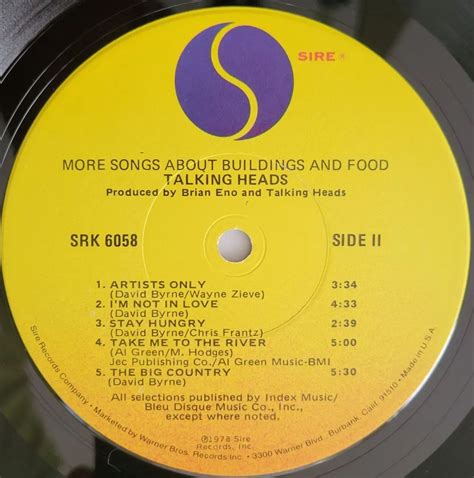 SIRE ®
MORE SONGS ABOUT BUILDINGS AND FOOD
TALKING HEADS
Produced by Brian Eno and Talking Heads
SRK 6058 SIDE II
1. ARTISTS ONLY 3:34
(David Byrne/Wayne Zieve)
2. I'M NOT IN LOVE 4:33
(David Byrne)
3. STAY HUNGRY 2:39
(David Byrne/Chris Frantz)
4. TAKE ME TO THE RIVER 5:00
(Al Green/M. Hodges)
Jec Publishing Co../Al Green Music-BMI
5. THE BIG COUNTRY 5:30
(David Byrne)
All selections published by Index Music/
Bleu Disque Music Co., Inc.,
except where noted.
℗1978 Sire
Records, Inc.
Sire Records Company • Marketed by Warner Bros. Records Inc. • 3300 Warner Blvd., Burbank, Calif. 91510 • Made in U.S.A.